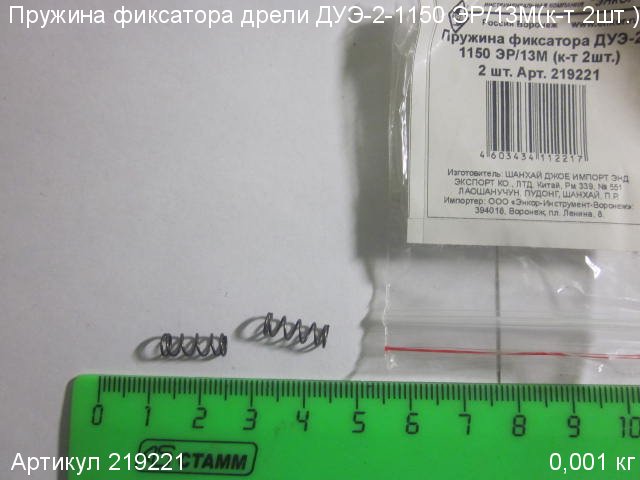 Пружина фиксатора дрели ДУЭ-2-1150 ЭР/13М(к-т 2шт.)
Пружина фиксатора ДУЭ-2
1150 ЭР/13М (к-т 2шт.)
2 шт. Арт. 219221
4 603434 112217
Изготовитель: ШАНХАЙ ДЖОЕ ИМПОРТ ЭНД
ЭКСПОРТ КО., ЛТД. Китай, Рм 339, № 551
ЛАОШАНУЧУН, ПУДОНГ, ШАНХАЙ, П.Р.
Импортер: ООО «Энкор-Инструмент-Воронеж»
394018, Воронеж, пл. Ленина, 8.
0 1 2 3 4 5 6 7 8 9 10
СТАММ
Артикул 219221
0,001 кг